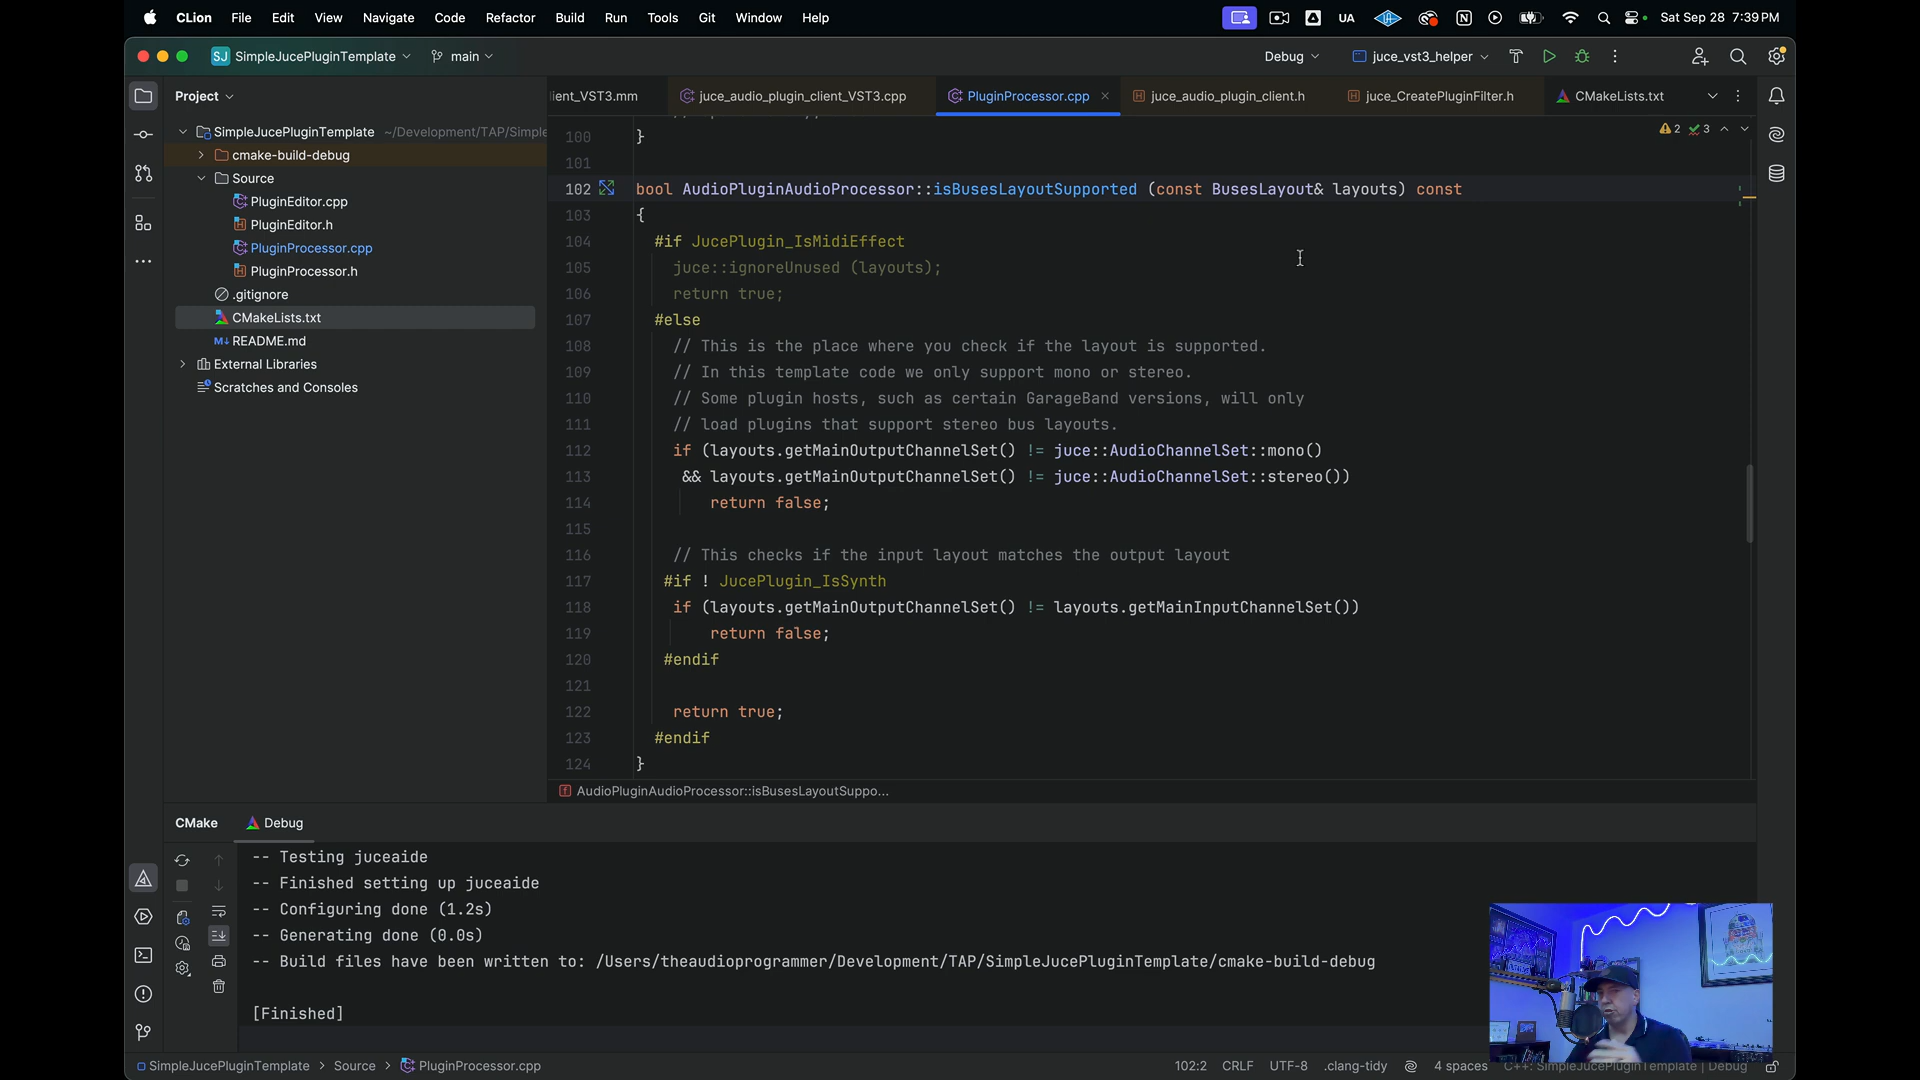 CLion File Edit View Navigate Code Refactor Build Run Tools Git Window Help UA Sat Sep 28 7:39 PM
SJ SimpleJucePluginTemplate main Debug juce_vst3_helper
Project
ient_VST3.mm juce_audio_plugin_client_VST3.cpp PluginProcessor.cpp juce_audio_plugin_client.h juce_CreatePluginFilter.h CMakeLists.txt
SimpleJucePluginTemplate ~/Development/TAP/Simple
cmake-build-debug
Source
PluginEditor.cpp
PluginEditor.h
PluginProcessor.cpp
PluginProcessor.h
.gitignore
CMakeLists.txt
README.md
External Libraries
Scratches and Consoles
2 3
100 }
101
102 bool AudioPluginAudioProcessor::isBusesLayoutSupported (const BusesLayout& layouts) const
103 {
104 #if JucePlugin_IsMidiEffect
105 juce::ignoreUnused (layouts);
106 return true;
107 #else
108 // This is the place where you check if the layout is supported.
109 // In this template code we only support mono or stereo.
110 // Some plugin hosts, such as certain GarageBand versions, will only
111 // load plugins that support stereo bus layouts.
112 if (layouts.getMainOutputChannelSet() != juce::AudioChannelSet::mono()
113 && layouts.getMainOutputChannelSet() != juce::AudioChannelSet::stereo())
114 return false;
115
116 // This checks if the input layout matches the output layout
117 #if ! JucePlugin_IsSynth
118 if (layouts.getMainOutputChannelSet() != layouts.getMainInputChannelSet())
119 return false;
120 #endif
121
122 return true;
123 #endif
124 }
AudioPluginAudioProcessor::isBusesLayoutSuppo...
CMake Debug
-- Testing juceaide
-- Finished setting up juceaide
-- Configuring done (1.2s)
-- Generating done (0.0s)
-- Build files have been written to: /Users/theaudioprogrammer/Development/TAP/SimpleJucePluginTemplate/cmake-build-debug
[Finished]
SimpleJucePluginTemplate Source PluginProcessor.cpp 102:2 CRLF UTF-8 .clang-tidy 4 spaces C++: SimpleJucePluginTemplate | Debug